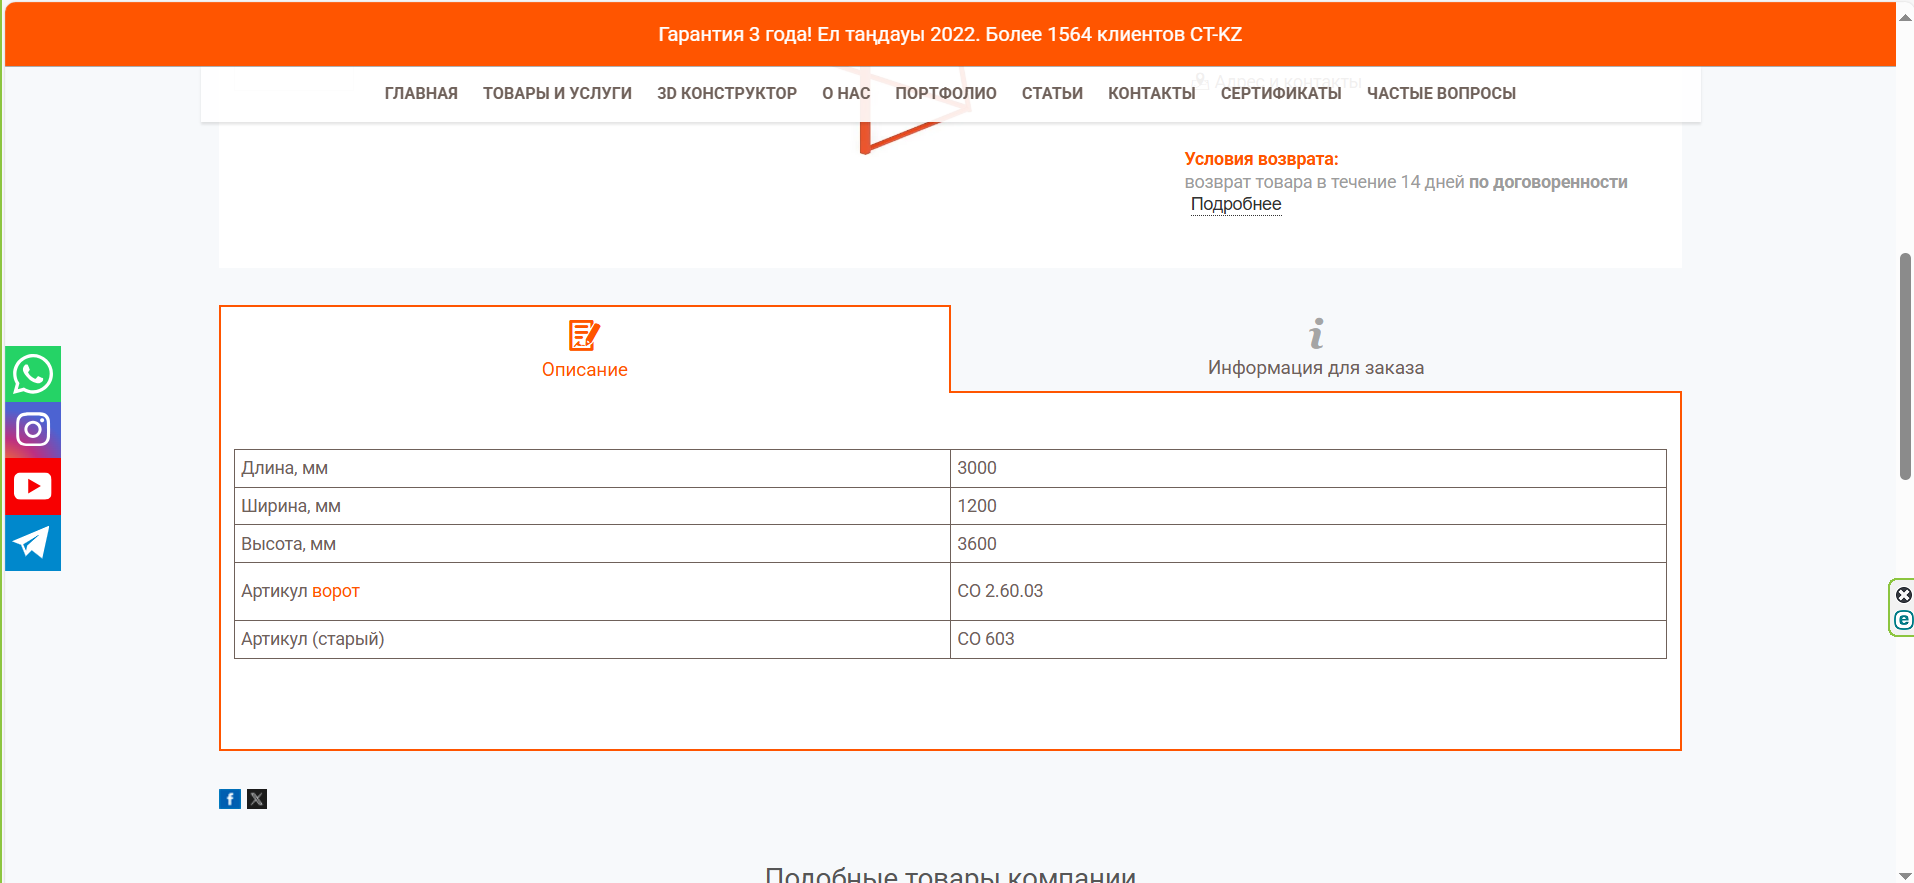 Гарантия 3 года! Ел таңдауы 2022. Более 1564 клиентов CT-KZ
Адрес и контакты
ГЛАВНАЯ ТОВАРЫ И УСЛУГИ 3D КОНСТРУКТОР О НАС ПОРТФОЛИО СТАТЬИ КОНТАКТЫ СЕРТИФИКАТЫ ЧАСТЫЕ ВОПРОСЫ
Условия возврата:
возврат товара в течение 14 дней по договоренности
Подробнее
Описание
Информация для заказа
Длина, мм 3000
Ширина, мм 1200
Высота, мм 3600
Артикул ворот СО 2.60.03
Артикул (старый) СО 603
Подобные товары компании